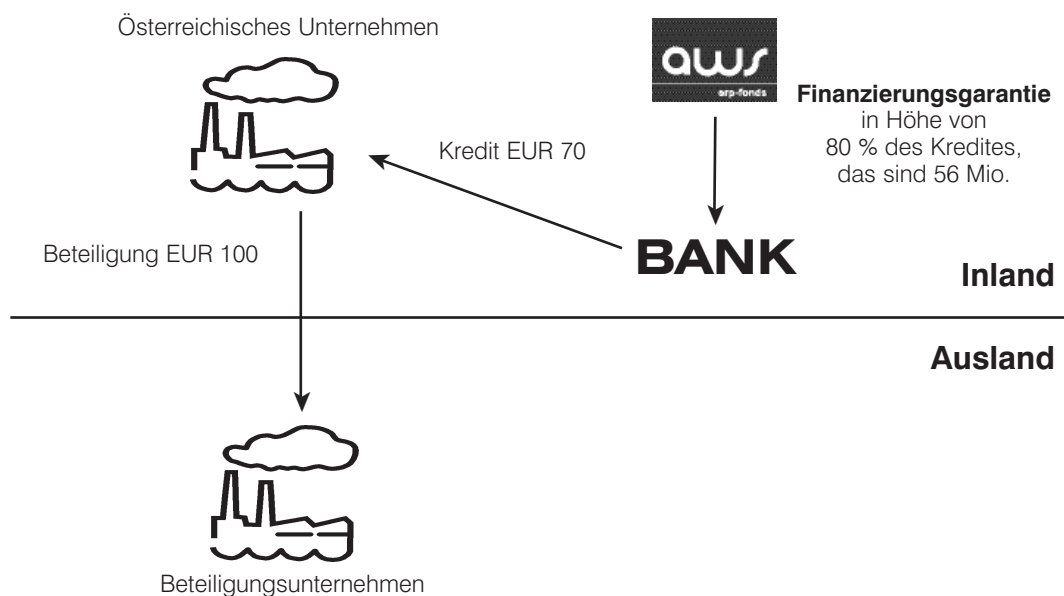 Österreichisches Unternehmen
aws
erp-fonds
Finanzierungsgarantie
in Höhe von
80 % des Kredites,
das sind 56 Mio.
Kredit EUR 70
Beteiligung EUR 100
BANK
Inland
Ausland
Beteiligungsunternehmen